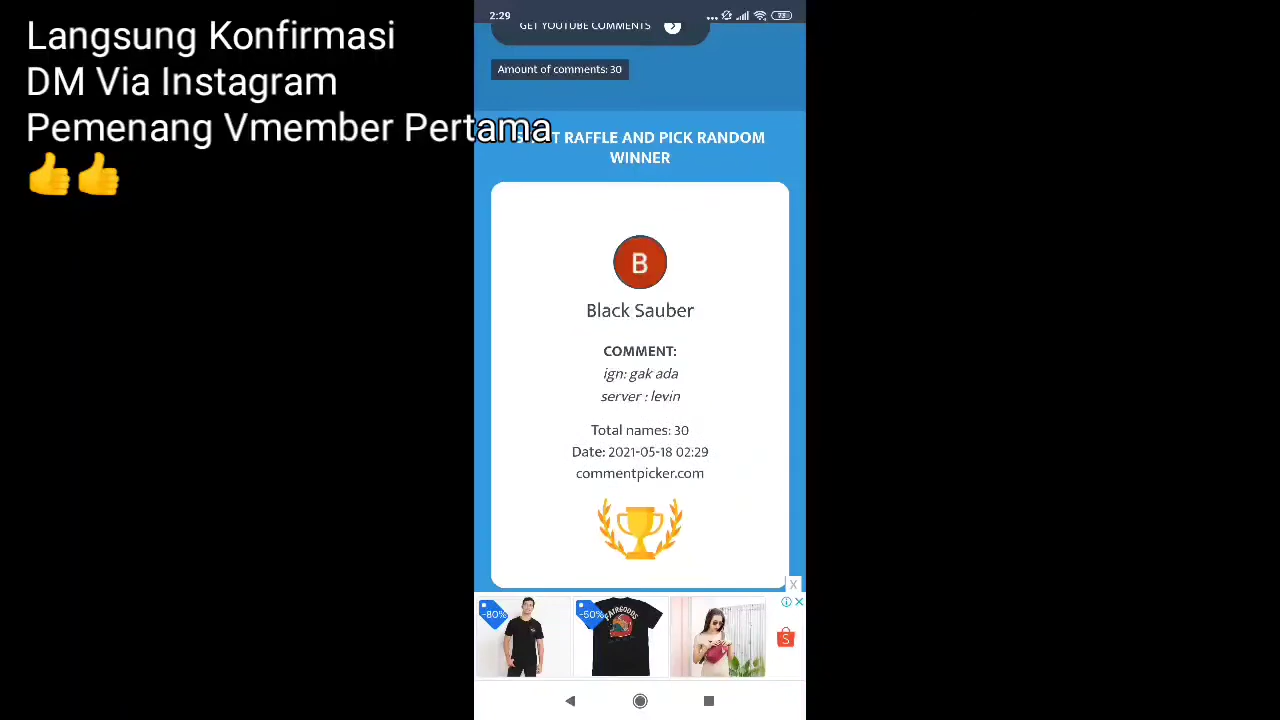 Langsung Konfirmasi
DM Via Instagram
Pemenang Vmember Pertama
👍👍
2:29
73
GET YOUTUBE COMMENTS
Amount of comments: 30
RAFFLE AND PICK RANDOM
WINNER
B
Black Sauber
COMMENT:
ign: gak ada
server : levin
Total names: 30
Date: 2021-05-18 02:29
commentpicker.com
X
-80%
-50%
FAIRGOODS
S